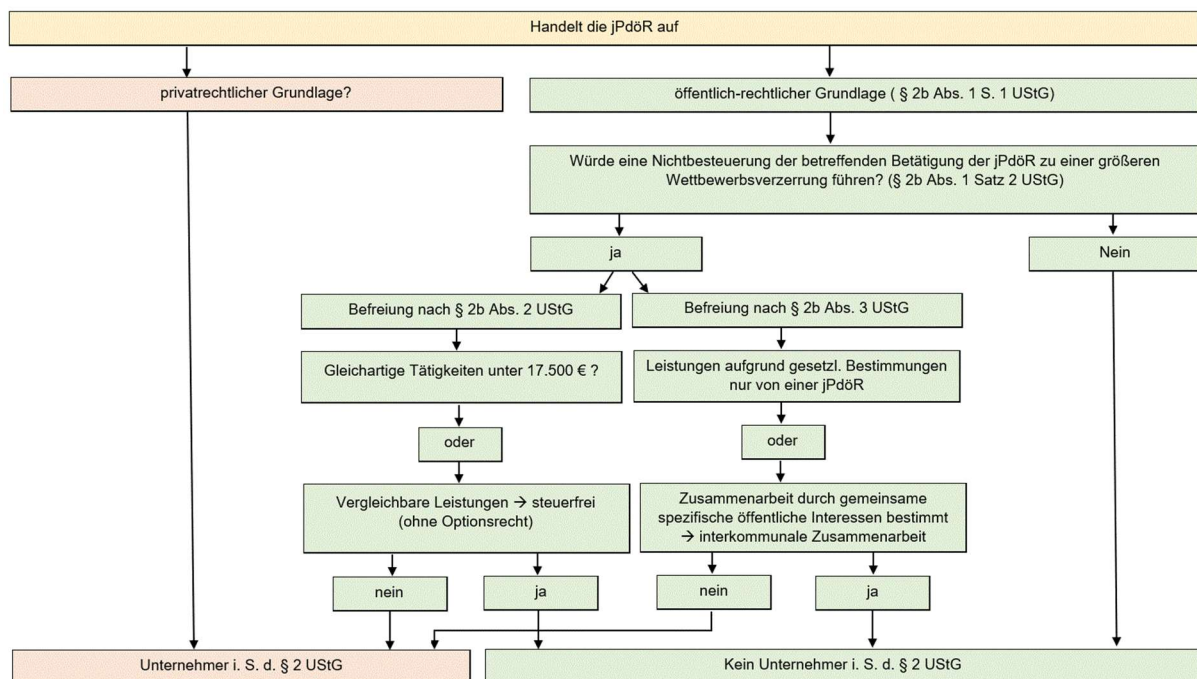 Handelt die jPdöR auf
privatrechtlicher Grundlage?
öffentlich-rechtlicher Grundlage ( § 2b Abs. 1 S. 1 UStG)
Würde eine Nichtbesteuerung der betreffenden Betätigung der jPdöR zu einer größeren
Wettbewerbsverzerrung führen? (§ 2b Abs. 1 Satz 2 UStG)
ja
Nein
Befreiung nach § 2b Abs. 2 UStG
Befreiung nach § 2b Abs. 3 UStG
Gleichartige Tätigkeiten unter 17.500 € ?
Leistungen aufgrund gesetzl. Bestimmungen
nur von einer jPdöR
oder
oder
Vergleichbare Leistungen → steuerfrei
(ohne Optionsrecht)
Zusammenarbeit durch gemeinsame
spezifische öffentliche Interessen bestimmt
→ interkommunale Zusammenarbeit
nein
ja
nein
ja
Unternehmer i. S. d. § 2 UStG
Kein Unternehmer i. S. d. § 2 UStG